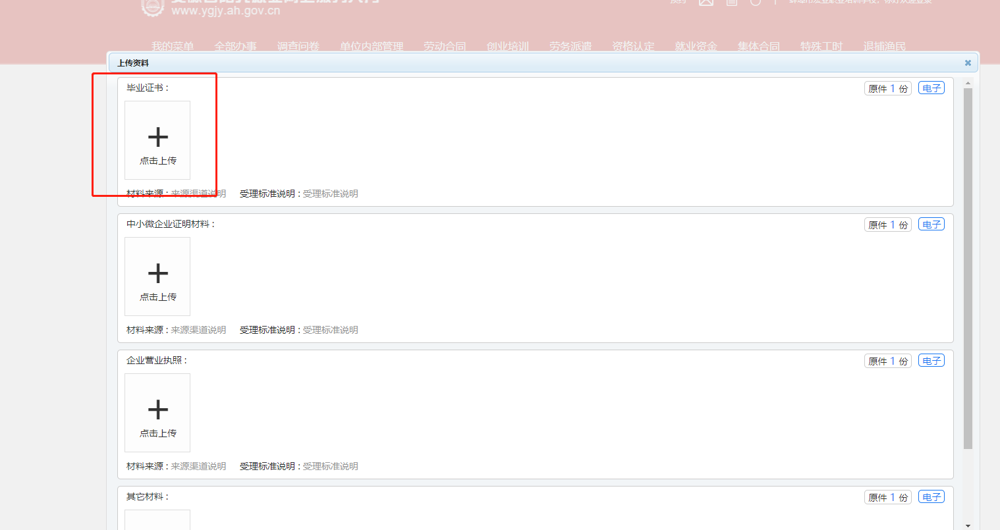 www.ygjy.ah.gov.cn
我的菜单 全部办事 调查问卷 单位内部管理 劳动合同 创业培训 劳务派遣 资格认定 就业资金 集体合同 特殊工时 退捕渔民
上传资料
毕业证书：
原件 1 份 电子
点击上传
材料来源：来源渠道说明 受理标准说明：受理标准说明
中小微企业证明材料：
原件 1 份 电子
点击上传
材料来源：来源渠道说明 受理标准说明：受理标准说明
企业营业执照：
原件 1 份 电子
点击上传
材料来源：来源渠道说明 受理标准说明：受理标准说明
其它材料：
原件 1 份 电子